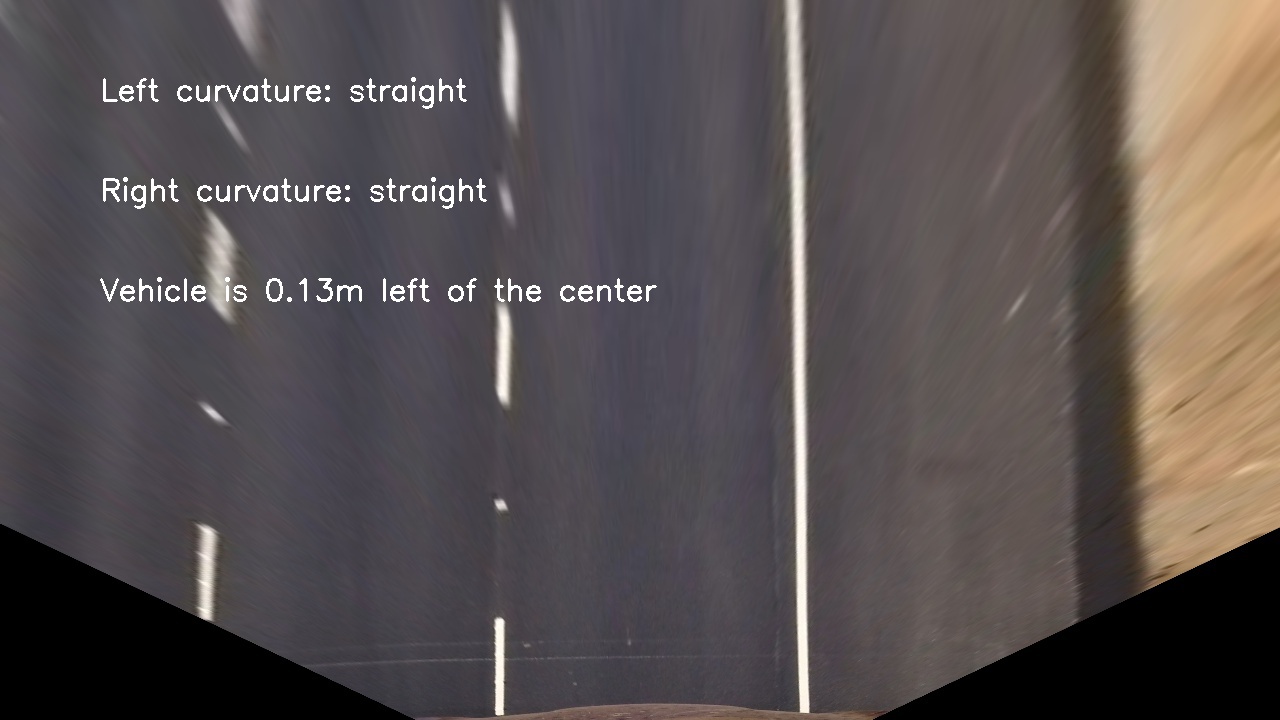 Left curvature: straight
Right curvature: straight
Vehicle is 0.13m left of the center